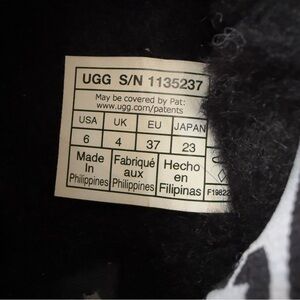 UGG S/N 1135237
May be covered by Pat:
www.ugg.com/patents
USA UK EU JAPAN
6 4 37 23
Made Fabriqué Hecho
In aux en
Philippines Philippines Filipinas